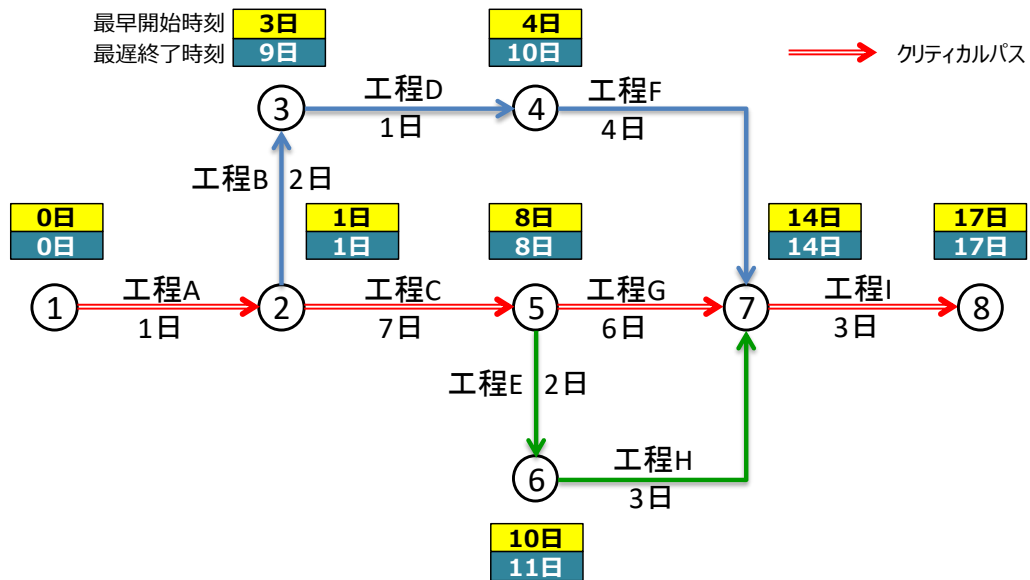 最早開始時刻 3日 4日
最遅終了時刻 9日 10日
クリティカルパス
3 工程D 4 工程F
1日 4日
工程B 2日
0日 1日 8日 14日 17日
0日 1日 8日 14日 17日
1 工程A 2 工程C 5 工程G 7 工程I 8
1日 7日 6日 3日
工程E 2日
6 工程H
3日
10日
11日